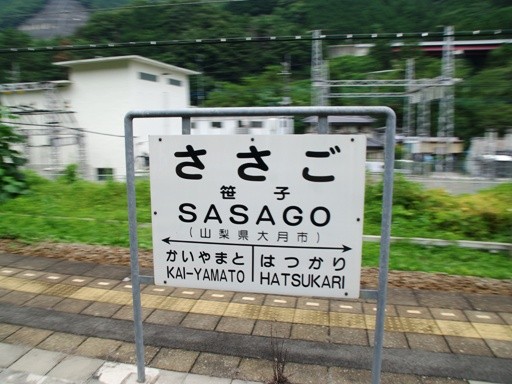 ささご
笹子
SASAGO
(山梨県大月市)
かいやまと はつかり
KAI-YAMATO HATSUKARI